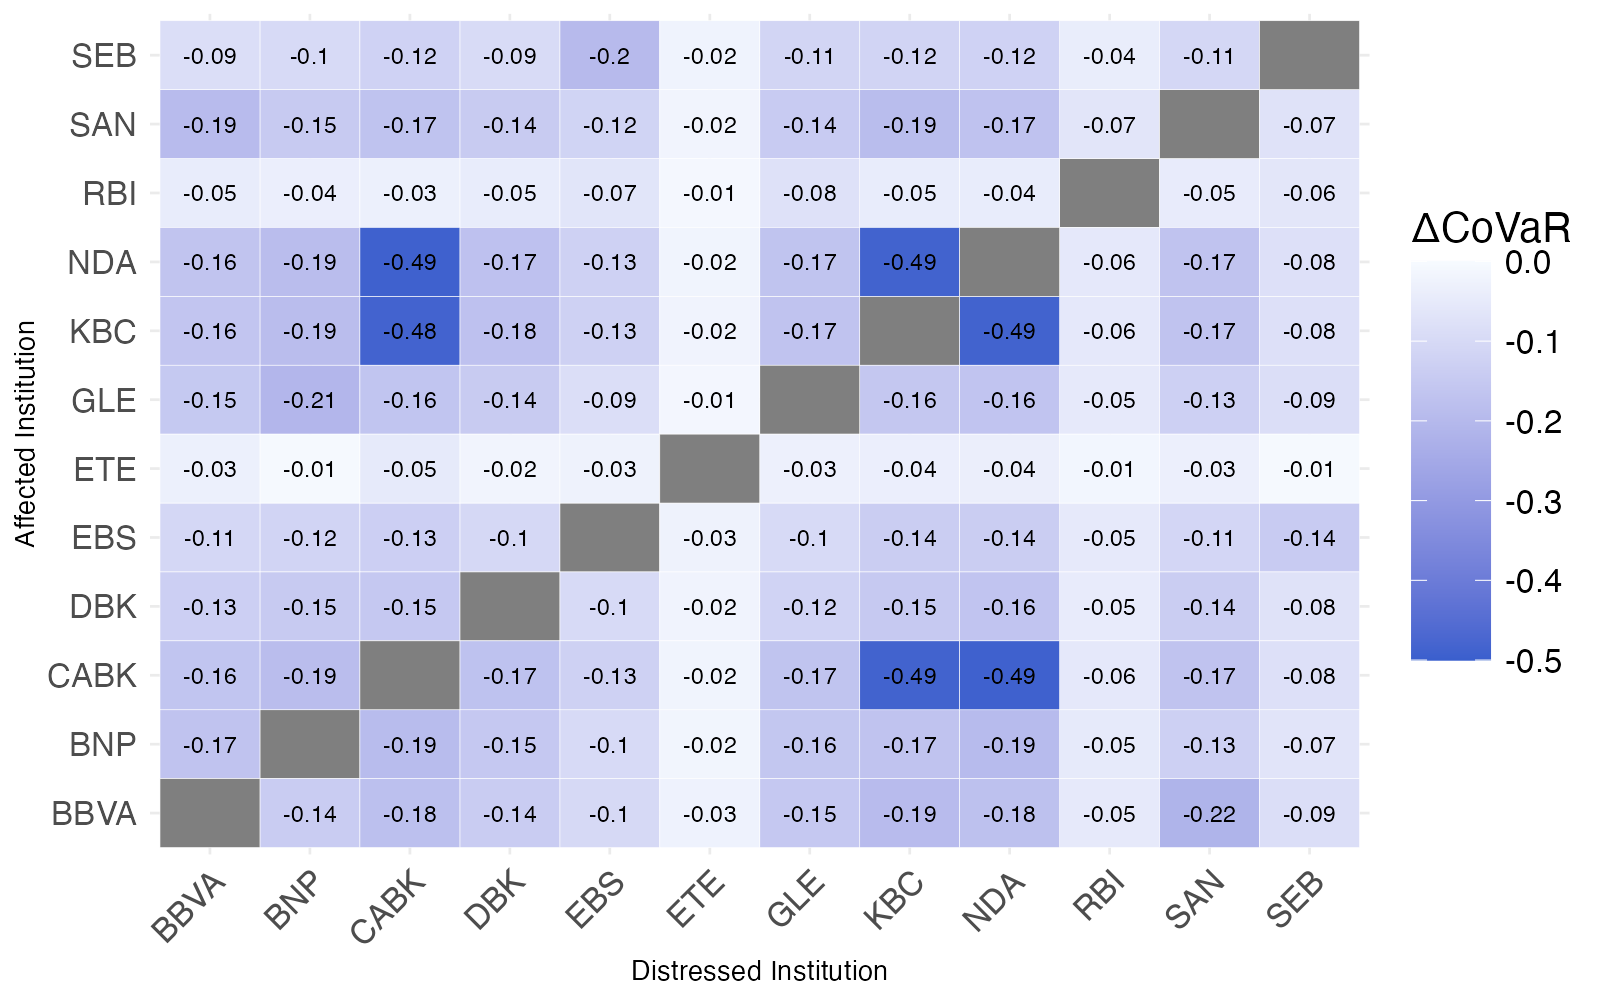 SEB -0.09 -0.1 -0.12 -0.09 -0.2 -0.02 -0.11 -0.12 -0.12 -0.04 -0.11
SAN -0.19 -0.15 -0.17 -0.14 -0.12 -0.02 -0.14 -0.19 -0.17 -0.07 -0.07
RBI -0.05 -0.04 -0.03 -0.05 -0.07 -0.01 -0.08 -0.05 -0.04 -0.05 -0.06
NDA -0.16 -0.19 -0.49 -0.17 -0.13 -0.02 -0.17 -0.49 -0.06 -0.17 -0.08
KBC -0.16 -0.19 -0.48 -0.18 -0.13 -0.02 -0.17 -0.49 -0.06 -0.17 -0.08
GLE -0.15 -0.21 -0.16 -0.14 -0.09 -0.01 -0.16 -0.16 -0.05 -0.13 -0.09
ETE -0.03 -0.01 -0.05 -0.02 -0.03 -0.03 -0.04 -0.04 -0.01 -0.03 -0.01
EBS -0.11 -0.12 -0.13 -0.1 -0.03 -0.1 -0.14 -0.14 -0.05 -0.11 -0.14
DBK -0.13 -0.15 -0.15 -0.1 -0.02 -0.12 -0.15 -0.16 -0.05 -0.14 -0.08
CABK -0.16 -0.19 -0.17 -0.13 -0.02 -0.17 -0.49 -0.49 -0.06 -0.17 -0.08
BNP -0.17 -0.19 -0.15 -0.1 -0.02 -0.16 -0.17 -0.19 -0.05 -0.13 -0.07
BBVA -0.14 -0.18 -0.14 -0.1 -0.03 -0.15 -0.19 -0.18 -0.05 -0.22 -0.09
BBVA BNP CABK DBK EBS ETE GLE KBC NDA RBI SAN SEB
Distressed Institution
Affected Institution
ΔCoVaR
0.0
-0.1
-0.2
-0.3
-0.4
-0.5